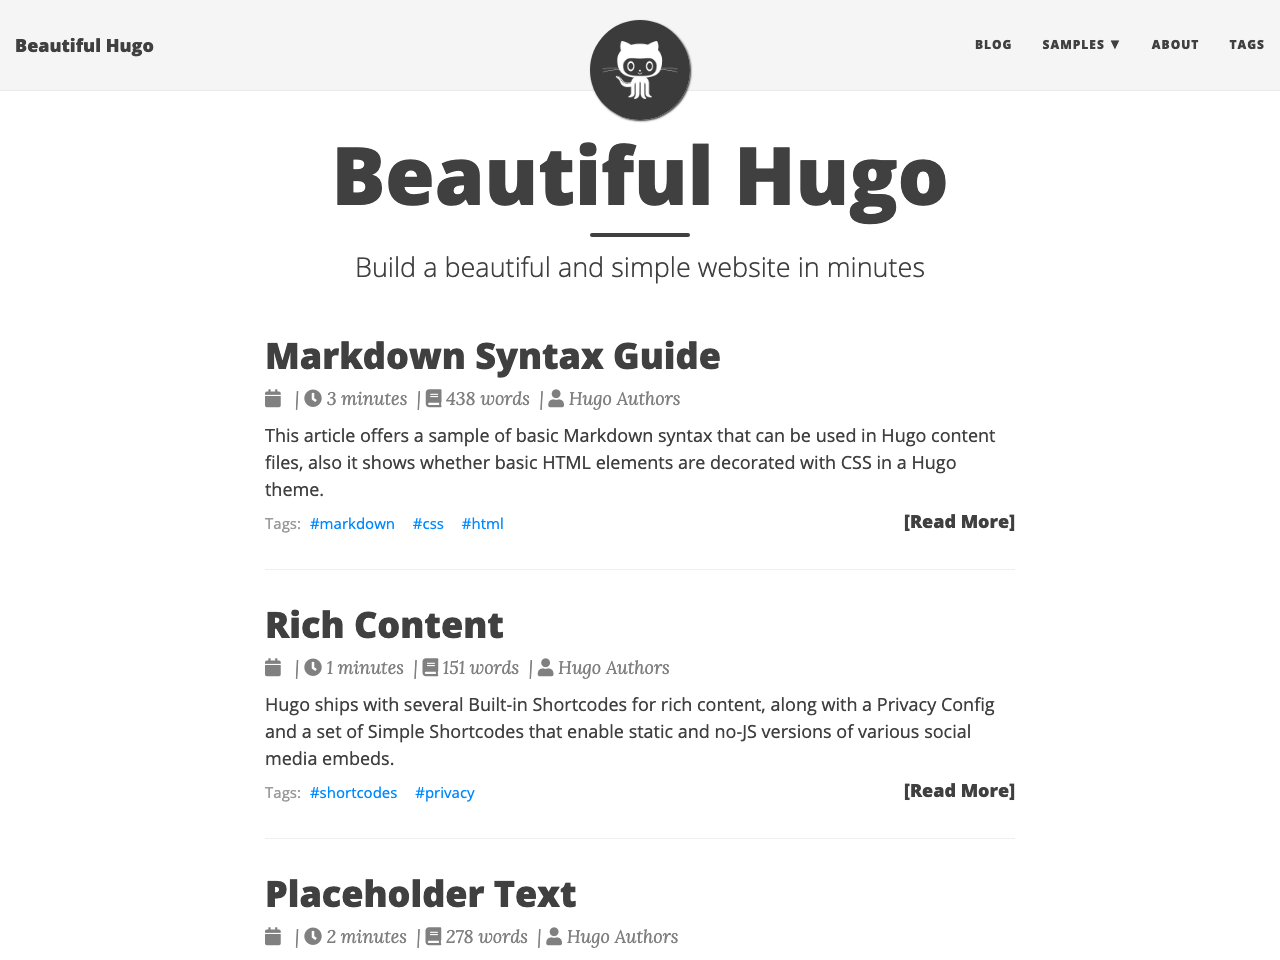 Beautiful Hugo
BLOG
SAMPLES ▼
ABOUT
TAGS
Beautiful Hugo
Build a beautiful and simple website in minutes
Markdown Syntax Guide
| 3 minutes | 438 words | Hugo Authors
This article offers a sample of basic Markdown syntax that can be used in Hugo content
files, also it shows whether basic HTML elements are decorated with CSS in a Hugo
theme.
Tags: #markdown #css #html
[Read More]
Rich Content
| 1 minutes | 151 words | Hugo Authors
Hugo ships with several Built-in Shortcodes for rich content, along with a Privacy Config
and a set of Simple Shortcodes that enable static and no-JS versions of various social
media embeds.
Tags: #shortcodes #privacy
[Read More]
Placeholder Text
| 2 minutes | 278 words | Hugo Authors